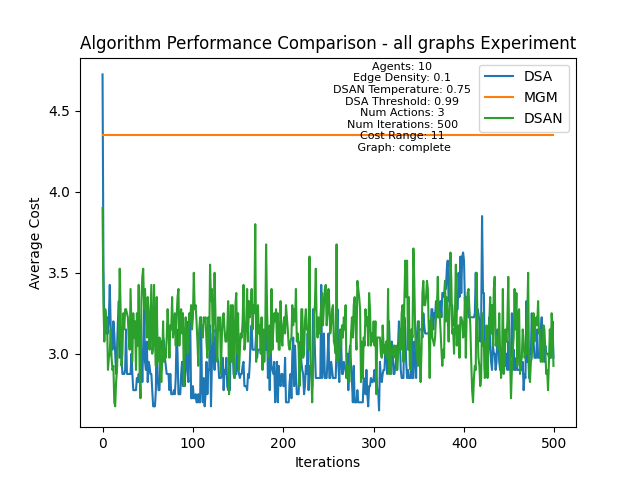 Algorithm Performance Comparison - all graphs Experiment
Agents: 10
Edge Density: 0.1
DSAN Temperature: 0.75
DSA Threshold: 0.99
Num Actions: 3
Num Iterations: 500
Cost Range: 11
Graph: complete
DSA
MGM
DSAN
Average Cost
4.5
4.0
3.5
3.0
0
100
200
300
400
500
Iterations